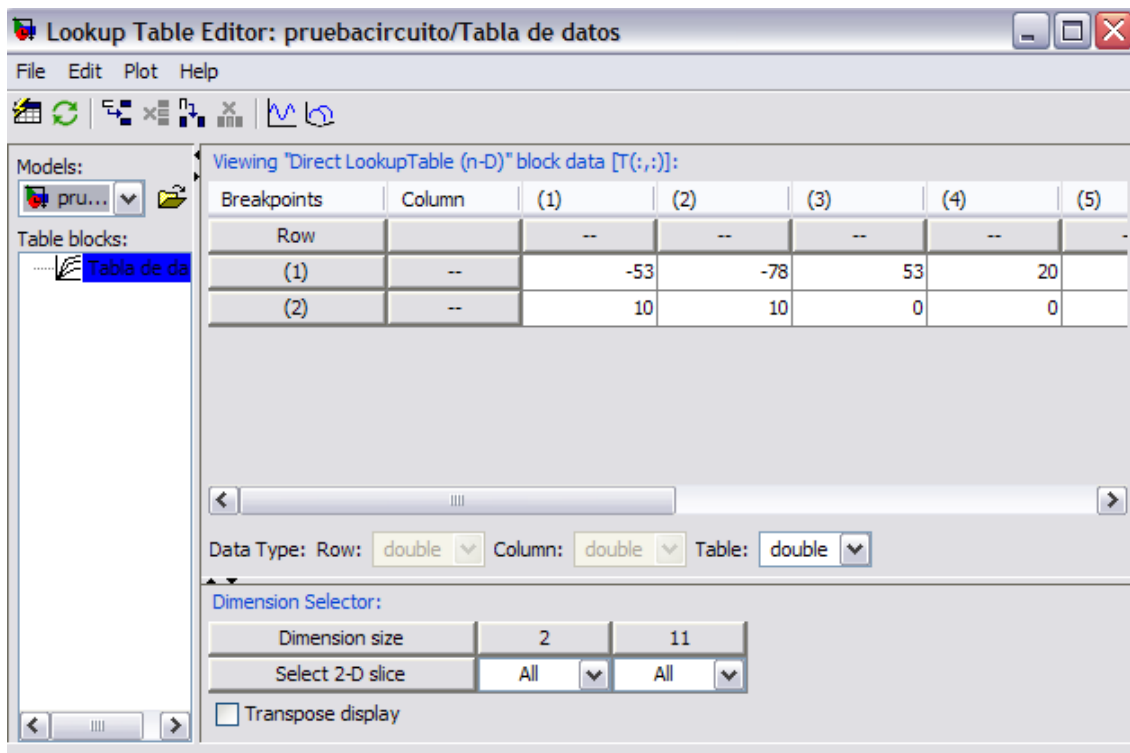 Lookup Table Editor: pruebacircuito/Tabla de datos
File Edit Plot Help
Models:
pru...
Table blocks:
Tabla de da
Viewing "Direct LookupTable (n-D)" block data [T(:,:)]:
Breakpoints Column (1) (2) (3) (4) (5)
Row -- -- -- -- -
(1) -- -53 -78 53 20
(2) -- 10 10 0 0
Data Type: Row: double Column: double Table: double
Dimension Selector:
Dimension size 2 11
Select 2-D slice All All
Transpose display